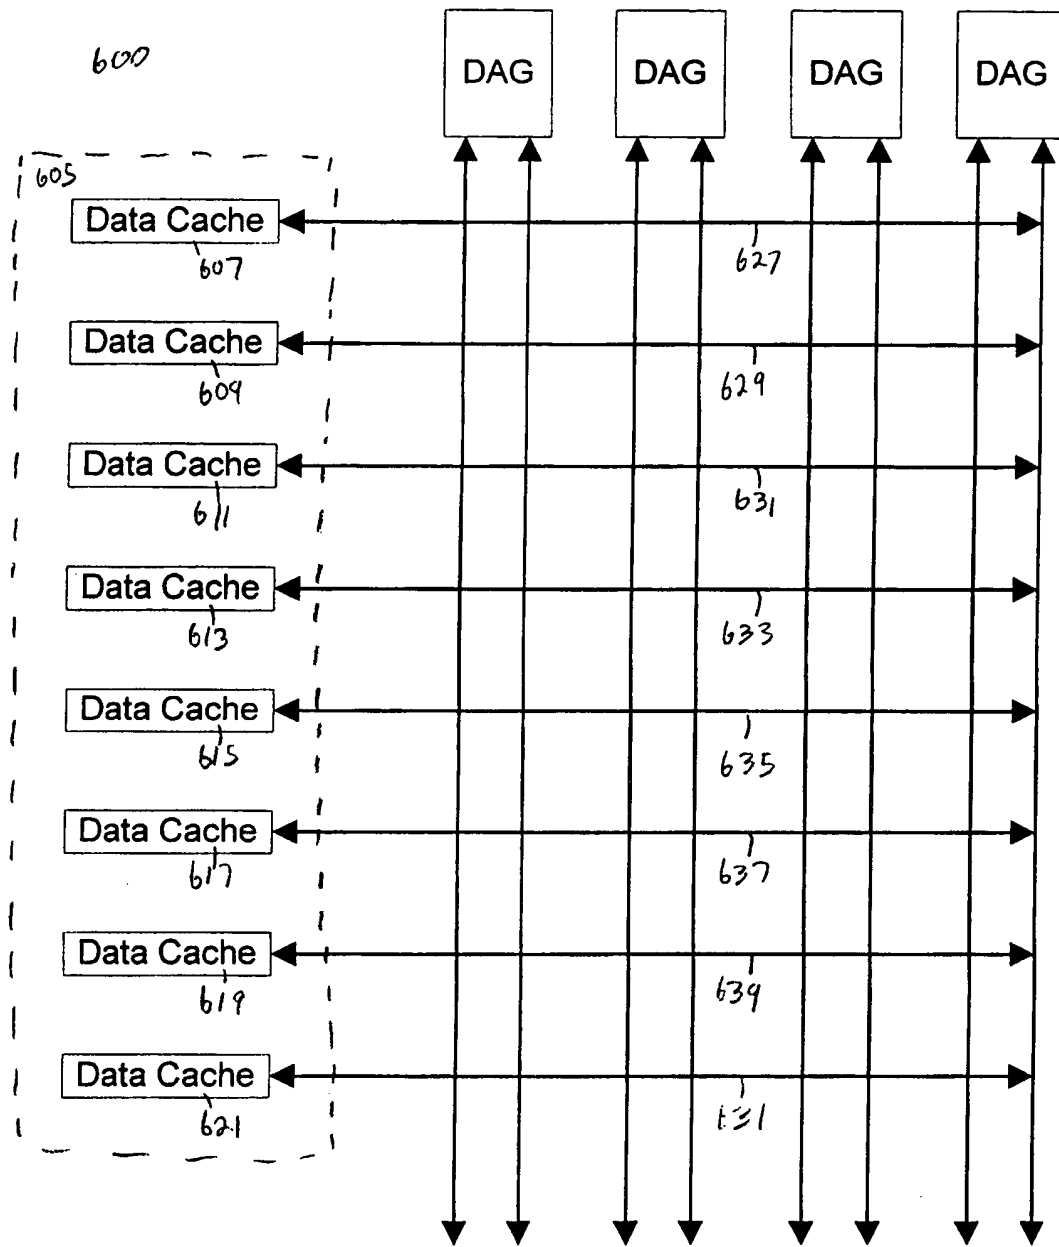 600
DAG DAG DAG DAG
605
Data Cache
607
627
Data Cache
609
629
Data Cache
611
631
Data Cache
613
633
Data Cache
615
635
Data Cache
617
637
Data Cache
619
639
Data Cache
621